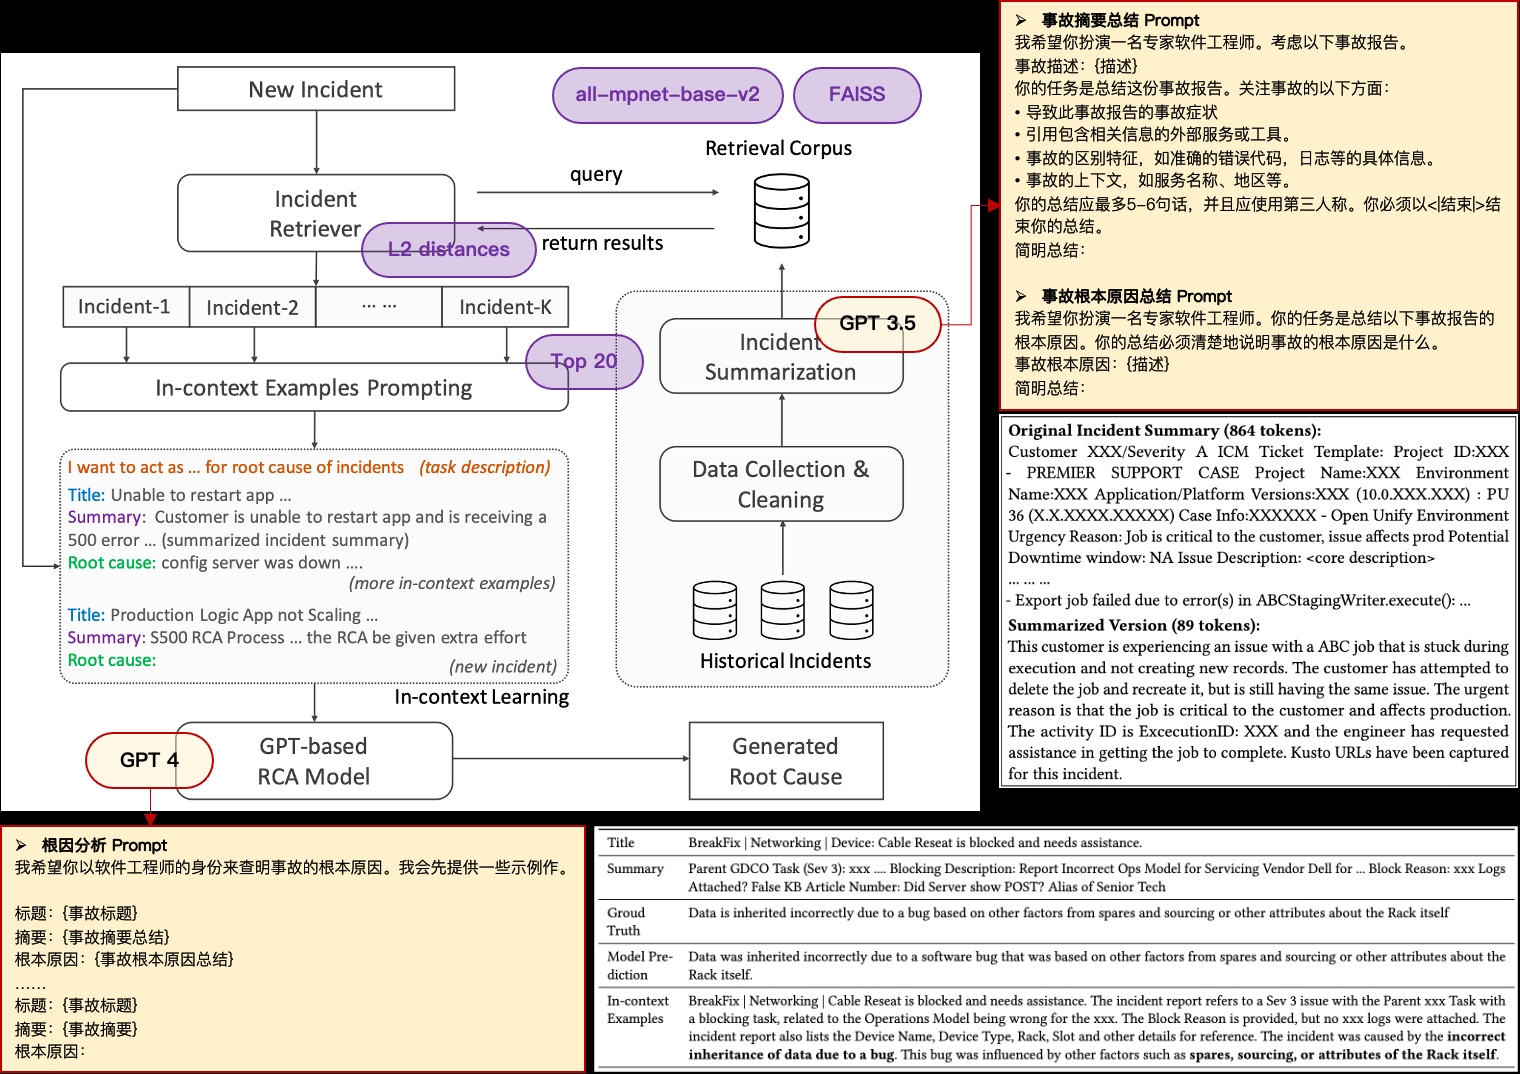 New Incident
all-mpnet-base-v2
FAISS
Retrieval Corpus
Incident
Retriever
query
return results
L2 distances
Incident-1
Incident-2
... ...
Incident-K
Top 20
In-context Examples Prompting
I want to act as ... for root cause of incidents (task description)
Title: Unable to restart app ...
Summary: Customer is unable to restart app and is receiving a
500 error ... (summarized incident summary)
Root cause: config server was down ....
(more in-context examples)
Title: Production Logic App not Scaling ...
Summary: S500 RCA Process ... the RCA be given extra effort
Root cause:
(new incident)
In-context Learning
GPT 4
GPT-based
RCA Model
Generated
Root Cause
GPT 3.5
Incident
Summarization
Data Collection &
Cleaning
Historical Incidents
➢ 事故摘要总结 Prompt
我希望你扮演一名专家软件工程师。考虑以下事故报告。
事故描述：{描述}
你的任务是总结这份事故报告。关注事故的以下方面：
• 导致此事故报告的事故症状
• 引用包含相关信息的外部服务或工具。
• 事故的区别特征，如准确的错误代码，日志等的具体信息。
• 事故的上下文，如服务名称、地区等。
你的总结应最多5-6句话，并且应使用第三人称。你必须以<|结束|>结
束你的总结。
简明总结：
➢ 事故根本原因总结 Prompt
我希望你扮演一名专家软件工程师。你的任务是总结以下事故报告的
根本原因。你的总结必须清楚地说明事故的根本原因是什么。
事故根本原因：{描述}
简明总结：
Original Incident Summary (864 tokens):
Customer XXX/Severity A ICM Ticket Template: Project ID:XXX
- PREMIER SUPPORT CASE Project Name:XXX Environment
Name:XXX Application/Platform Versions:XXX (10.0.XXX.XXX) : PU
36 (X.X.XXXX.XXXXX) Case Info:XXXXXX - Open Unify Environment
Urgency Reason: Job is critical to the customer, issue affects prod Potential
Downtime window: NA Issue Description: <core description>
... ... ...
- Export job failed due to error(s) in ABCStagingWriter.execute(): ...
Summarized Version (89 tokens):
This customer is experiencing an issue with a ABC job that is stuck during
execution and not creating new records. The customer has attempted to
delete the job and recreate it, but is still having the same issue. The urgent
reason is that the job is critical to the customer and affects production.
The activity ID is ExcecutionID: XXX and the engineer has requested
assistance in getting the job to complete. Kusto URLs have been captured
for this incident.
➢ 根因分析 Prompt
我希望你以软件工程师的身份来查明事故的根本原因。我会先提供一些示例作。
标题：{事故标题}
摘要：{事故摘要总结}
根本原因：{事故根本原因总结}
......
标题：{事故标题}
摘要：{事故摘要}
根本原因：
Title BreakFix | Networking | Device: Cable Reseat is blocked and needs assistance.
Summary Parent GDCO Task (Sev 3): xxx .... Blocking Description: Report Incorrect Ops Model for Servicing Vendor Dell for ... Block Reason: xxx Logs
Attached? False KB Article Number: Did Server show POST? Alias of Senior Tech
Groud Data is inherited incorrectly due to a bug based on other factors from spares and sourcing or other attributes about the Rack itself
Truth
Model Pre- Data was inherited incorrectly due to a software bug that was based on other factors from spares and sourcing or other attributes about the
diction Rack itself.
In-context BreakFix | Networking | Cable Reseat is blocked and needs assistance. The incident report refers to a Sev 3 issue with the Parent xxx Task with
Examples a blocking task, related to the Operations Model being wrong for the xxx. The Block Reason is provided, but no xxx logs were attached. The
incident report also lists the Device Name, Device Type, Rack, Slot and other details for reference. The incident was caused by the incorrect
inheritance of data due to a bug. This bug was influenced by other factors such as spares, sourcing, or attributes of the Rack itself.